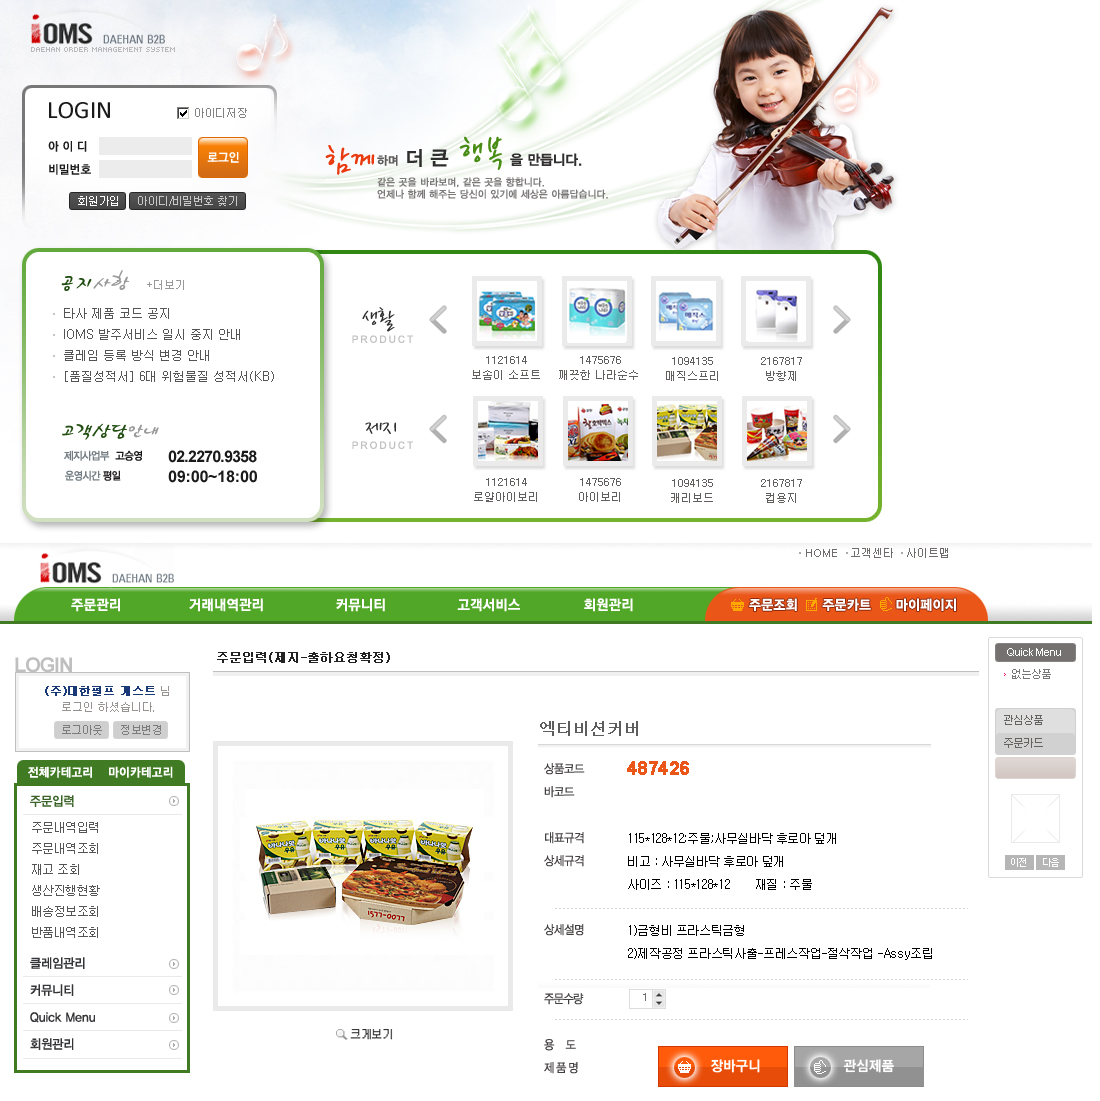 iOMS DAEHAN B2B
DAEHAN ORDER MANAGEMENT SYSTEM
LOGIN
아이디저장
아 이 디
비밀번호
로그인
회원가입
아이디/비밀번호 찾기
함께하며 더 큰 행복을 만듭니다.
같은 곳을 바라보며, 같은 곳을 향합니다.
언제나 함께 해주는 당신이 있기에 세상은 아름답습니다.
공지사항 +더보기
· 타사 제품 코드 공지
· IOMS 발주서비스 일시 중지 안내
· 클레임 등록 방식 변경 안내
· [품질성적서] 6대 위험물질 성적서(KB)
고객상담안내
제지사업부 고승영 02.2270.9358
운영시간 평일 09:00~18:00
생활
PRODUCT
1121614
보솜이 소프트
1475676
깨끗한 나라순수
1094135
매직스프리
2167817
방향제
제지
PRODUCT
1121614
로얄아이보리
1475676
아이보리
1094135
캐리보드
2167817
컵용지
· HOME · 고객센타 · 사이트맵
iOMS DAEHAN B2B
주문관리 거래내역관리 커뮤니티 고객서비스 회원관리 주문조회 주문카트 마이페이지
LOGIN
(주)대한펄프 게스트 님
로그인 하셨습니다.
로그아웃 정보변경
전체카테고리 마이카테고리
주문입력
주문내역입력
주문내역조회
재고 조회
생산진행현황
배송정보조회
반품내역조회
클레임관리
커뮤니티
Quick Menu
회원관리
주문입력(제지-출하요청확정)
바나나맛 우유
1577-0077
크게보기
엑티비션커버
상품코드 487426
바코드
대표규격 115*128*12;주물;사무실바닥 후로아 덮개
상세규격 비고 : 사무실바닥 후로아 덮개
사이즈 : 115*128*12 재질 : 주물
상세설명 1)금형비 프라스틱금형
2)제작공정 프라스틱사출-프레스작업-절삭작업 -Assy조립
주문수량 1
용 도
제품명
장바구니
관심제품
Quick Menu
› 없는상품
관심상품
주문카드
이전 다음